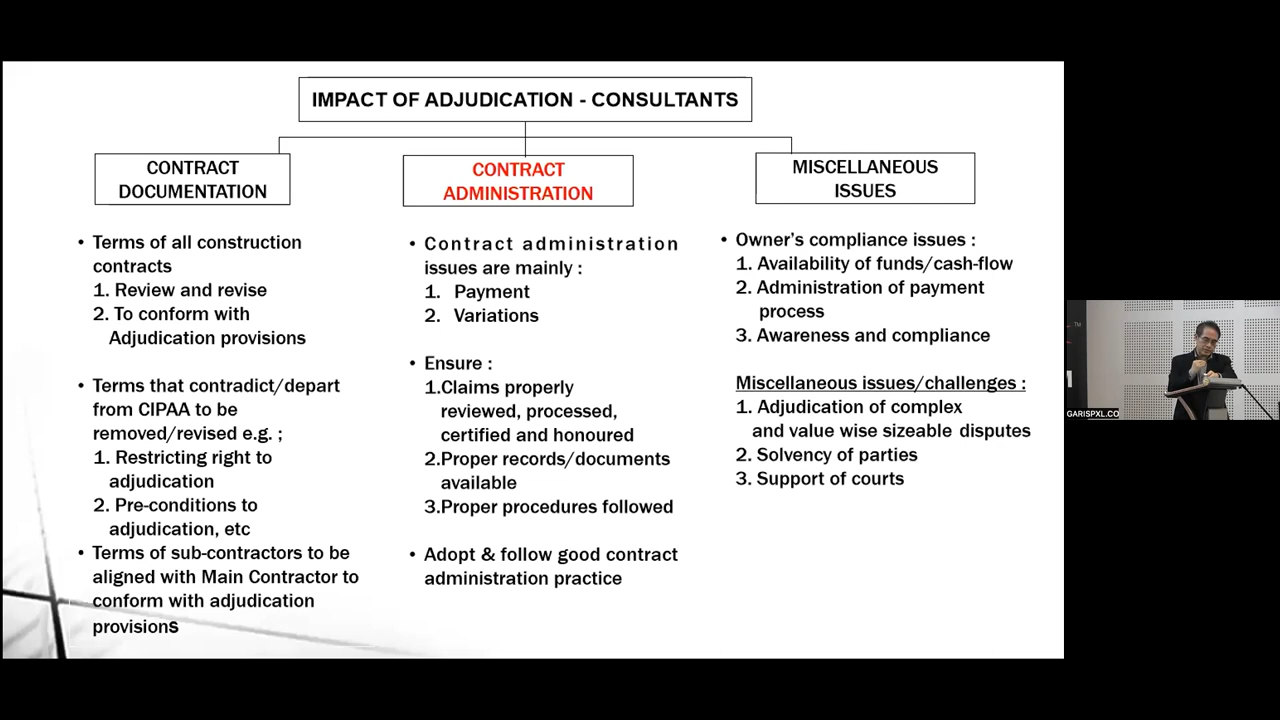 IMPACT OF ADJUDICATION - CONSULTANTS
CONTRACT
DOCUMENTATION
• Terms of all construction
contracts
1. Review and revise
2. To conform with
Adjudication provisions
• Terms that contradict/depart
from CIPAA to be
removed/revised e.g. ;
1. Restricting right to
adjudication
2. Pre-conditions to
adjudication, etc
• Terms of sub-contractors to be
aligned with Main Contractor to
conform with adjudication
provisions
CONTRACT
ADMINISTRATION
• Contract administration
issues are mainly :
1. Payment
2. Variations
• Ensure :
1.Claims properly
reviewed, processed,
certified and honoured
2.Proper records/documents
available
3.Proper procedures followed
• Adopt & follow good contract
administration practice
MISCELLANEOUS
ISSUES
• Owner's compliance issues :
1. Availability of funds/cash-flow
2. Administration of payment
process
3. Awareness and compliance
Miscellaneous issues/challenges :
1. Adjudication of complex
and value wise sizeable disputes
2. Solvency of parties
3. Support of courts
TM
GARISPXL.CO